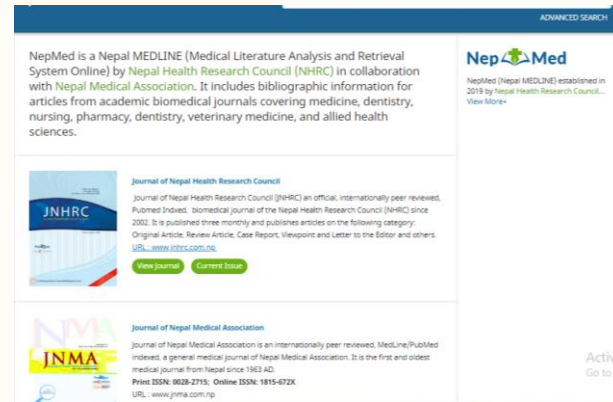 ADVANCED SEARCH
NepMed is a Nepal MEDLINE (Medical Literature Analysis and Retrieval
System Online) by Nepal Health Research Council (NHRC) in collaboration
with Nepal Medical Association. It includes bibliographic information for
articles from academic biomedical journals covering medicine, dentistry,
nursing, pharmacy, dentistry, veterinary medicine, and allied health
sciences.
Nep Med
NepMed (Nepal MEDLINE) established in
2019 by Nepal Health Research Council...
View More»
JNHRC
Journal of Nepal Health Research Council
Journal of Nepal Health Research Council (JNHRC) an official, internationally peer reviewed,
Pubmed Indxed, biomedical journal of the Nepal Health Research Council (NHRC) since
2002. It is published three monthly and publishes articles on the following category:
Original Article, Review Article, Case Report, Viewpoint and Letter to the Editor and others.
URL : www.jnhrc.com.np
View Journal
Current Issue
JNMA
JNMA
Journal of Nepal Medical Association
Journal of Nepal Medical Association is an internationally peer reviewed, MedLine/PubMed
indexed, a general medical journal of Nepal Medical Association. It is the first and oldest
medical journal from Nepal since 1963 AD.
Print ISSN: 0028-2715; Online ISSN: 1815-672X
URL : www.jnma.com.np
Activ
Go to